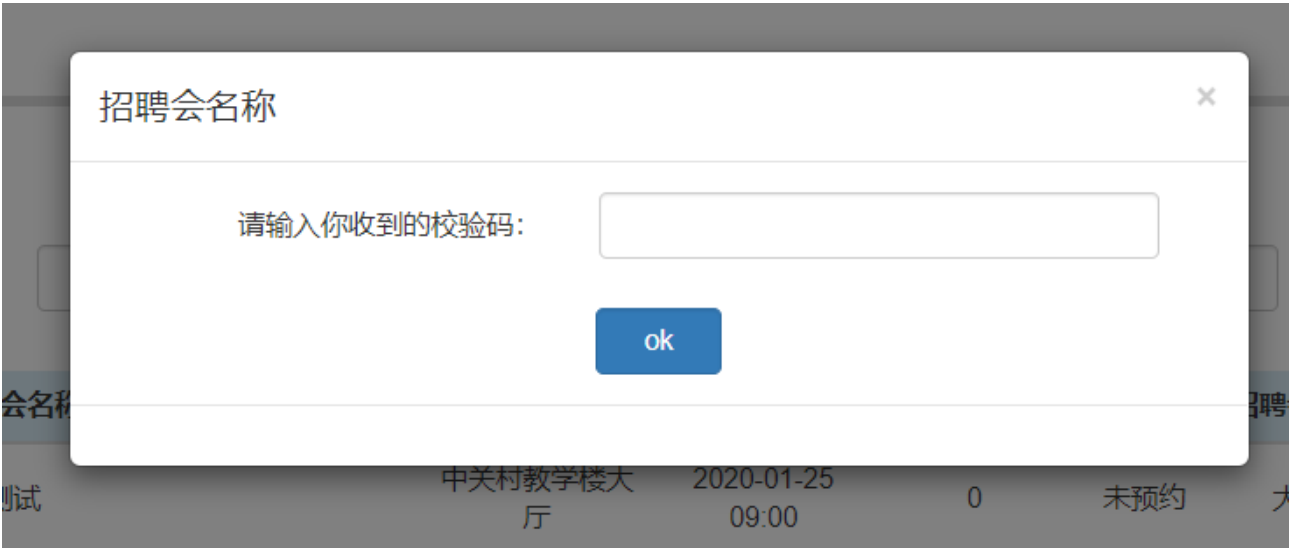 招聘会名称
×
请输入你收到的校验码：
ok
会名称
招聘
测试
中关村教学楼大
厅
2020-01-25
09:00
0
未预约
大